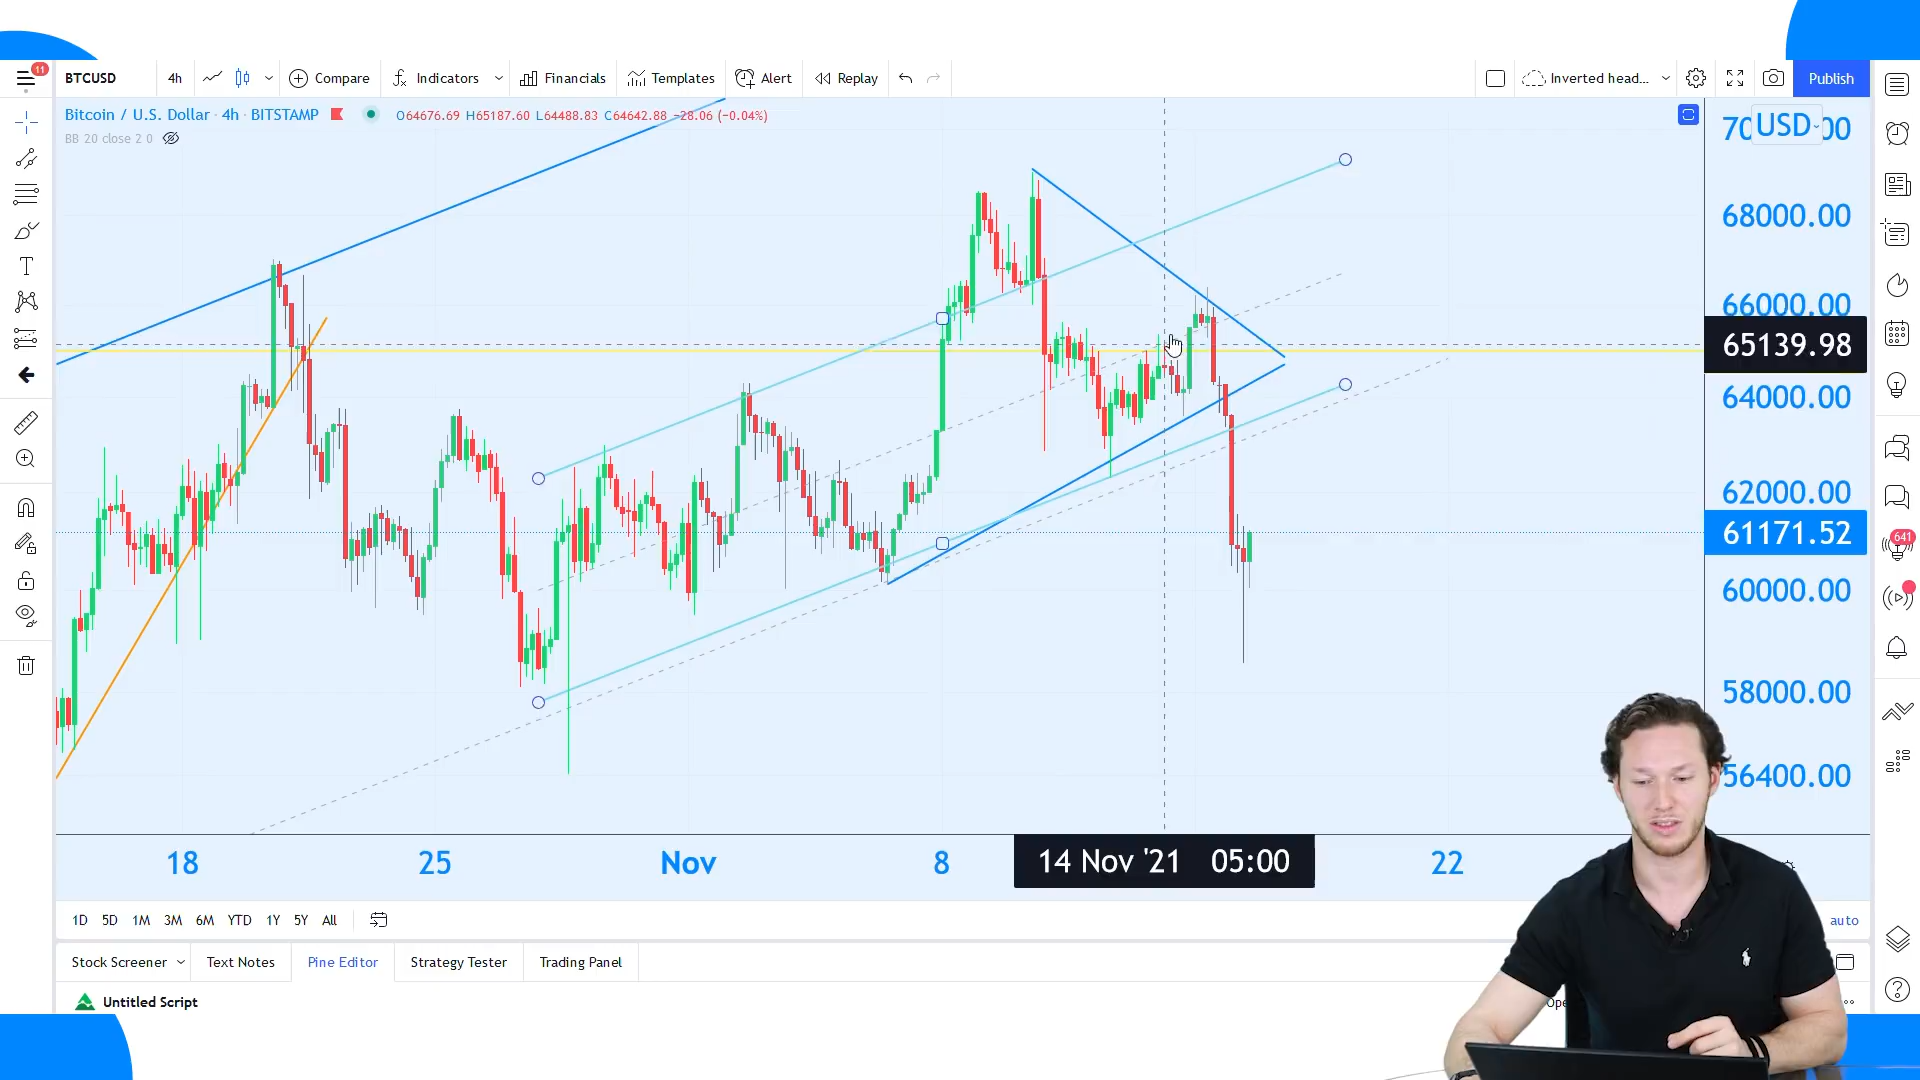 11
BTCUSD 4h Compare Indicators Financials Templates Alert Replay Inverted head... Publish
Bitcoin / U.S. Dollar · 4h · BITSTAMP O64676.69 H65187.60 L64488.83 C64642.88 −28.06 (−0.04%)
BB 20 close 2 0
USD
68000.00
66000.00
65139.98
64000.00
62000.00
61171.52
641
60000.00
58000.00
56400.00
18 25 Nov 8 14 Nov '21 05:00 22
1D 5D 1M 3M 6M YTD 1Y 5Y All auto
Stock Screener Text Notes Pine Editor Strategy Tester Trading Panel
Untitled Script